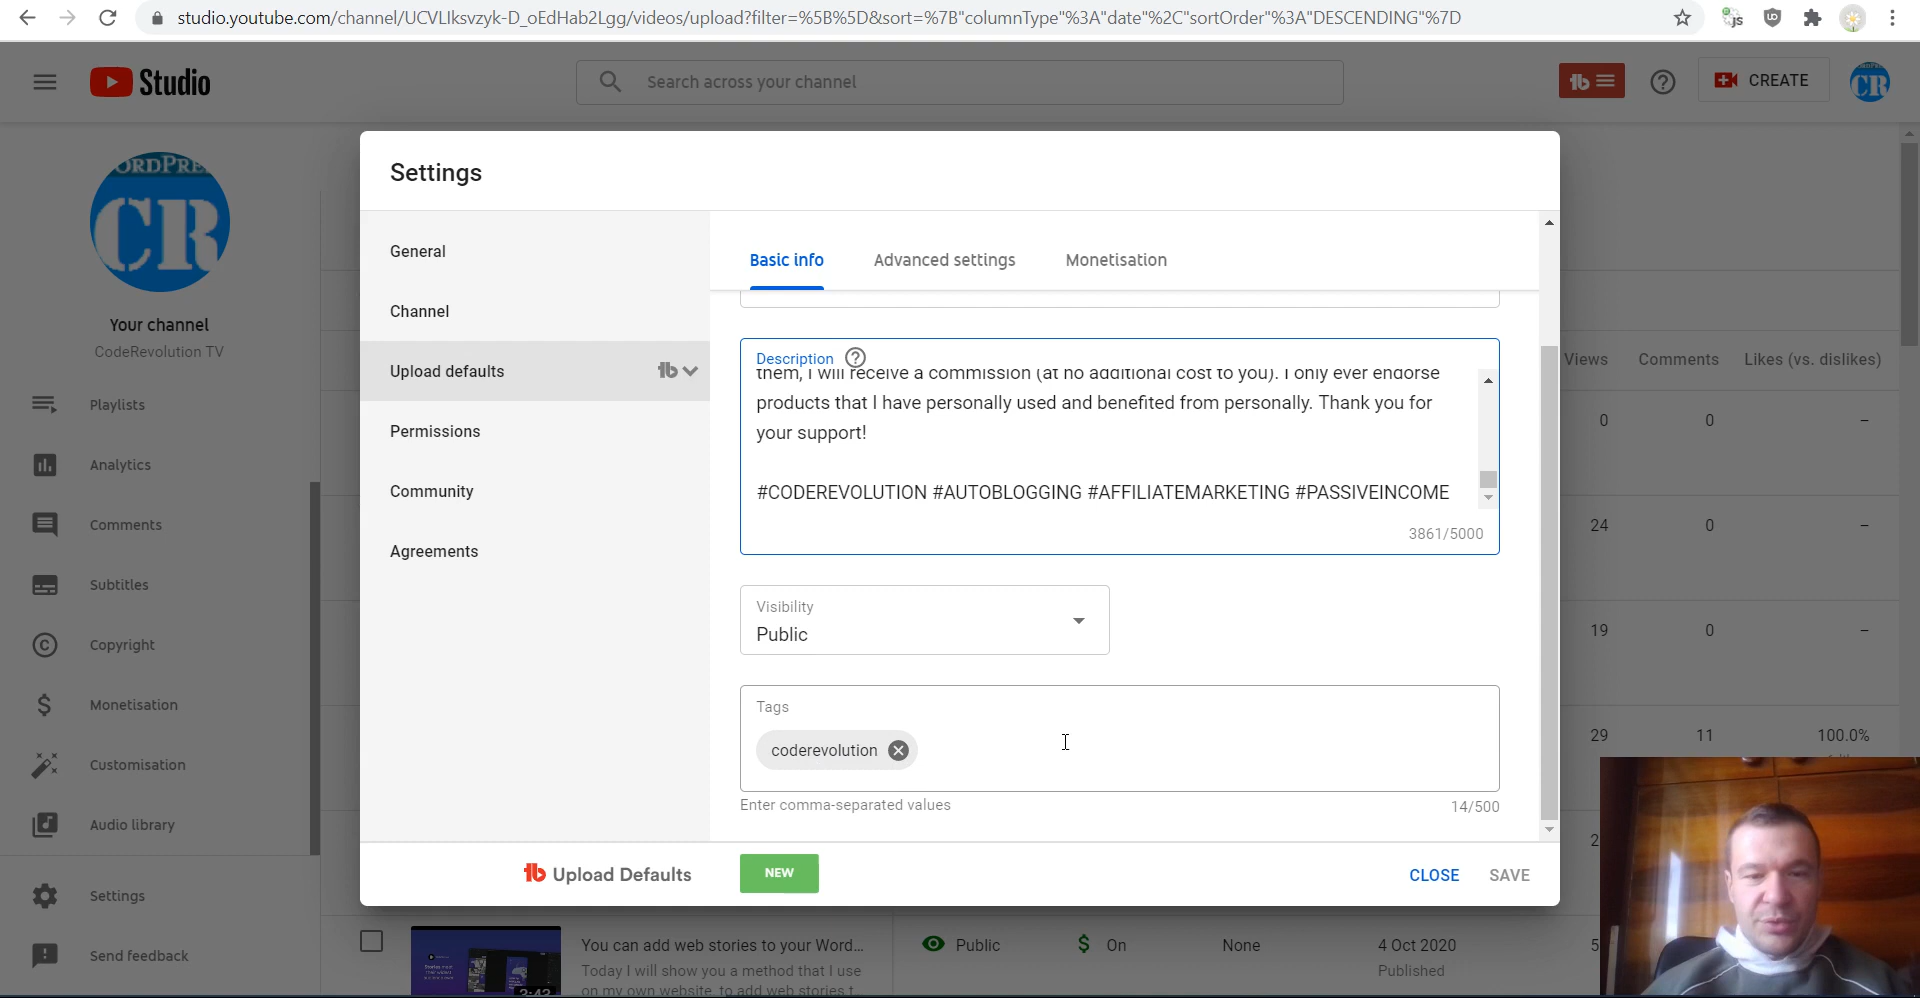 studio.youtube.com/channel/UCVLIksvzyk-D_oEdHab2Lgg/videos/upload?filter=%5B%5D&sort=%7B"columnType"%3A"date"%2C"sortOrder"%3A"DESCENDING"%7D
Studio
Search across your channel
CREATE
CR
ORDPRE
CR
Your channel
CodeRevolution TV
Playlists
Analytics
Comments
Subtitles
Copyright
Monetisation
Customisation
Audio library
Settings
Send feedback
Settings
General
Channel
Upload defaults
Permissions
Community
Agreements
Basic info
Advanced settings
Monetisation
Description
them, I will receive a commission (at no additional cost to you). I only ever endorse
products that I have personally used and benefited from personally. Thank you for
your support!
#CODEREVOLUTION #AUTOBLOGGING #AFFILIATEMARKETING #PASSIVEINCOME
3861/5000
Visibility
Public
Tags
coderevolution
Enter comma-separated values
14/500
Upload Defaults
NEW
CLOSE
SAVE
Views
Comments
Likes (vs. dislikes)
0
0
–
24
0
–
19
0
–
29
11
100.0%
2
You can add web stories to your Word...
Today I will show you a method that I use
on my own website, to add web stories t...
3:42
Public
On
None
4 Oct 2020
Published
5